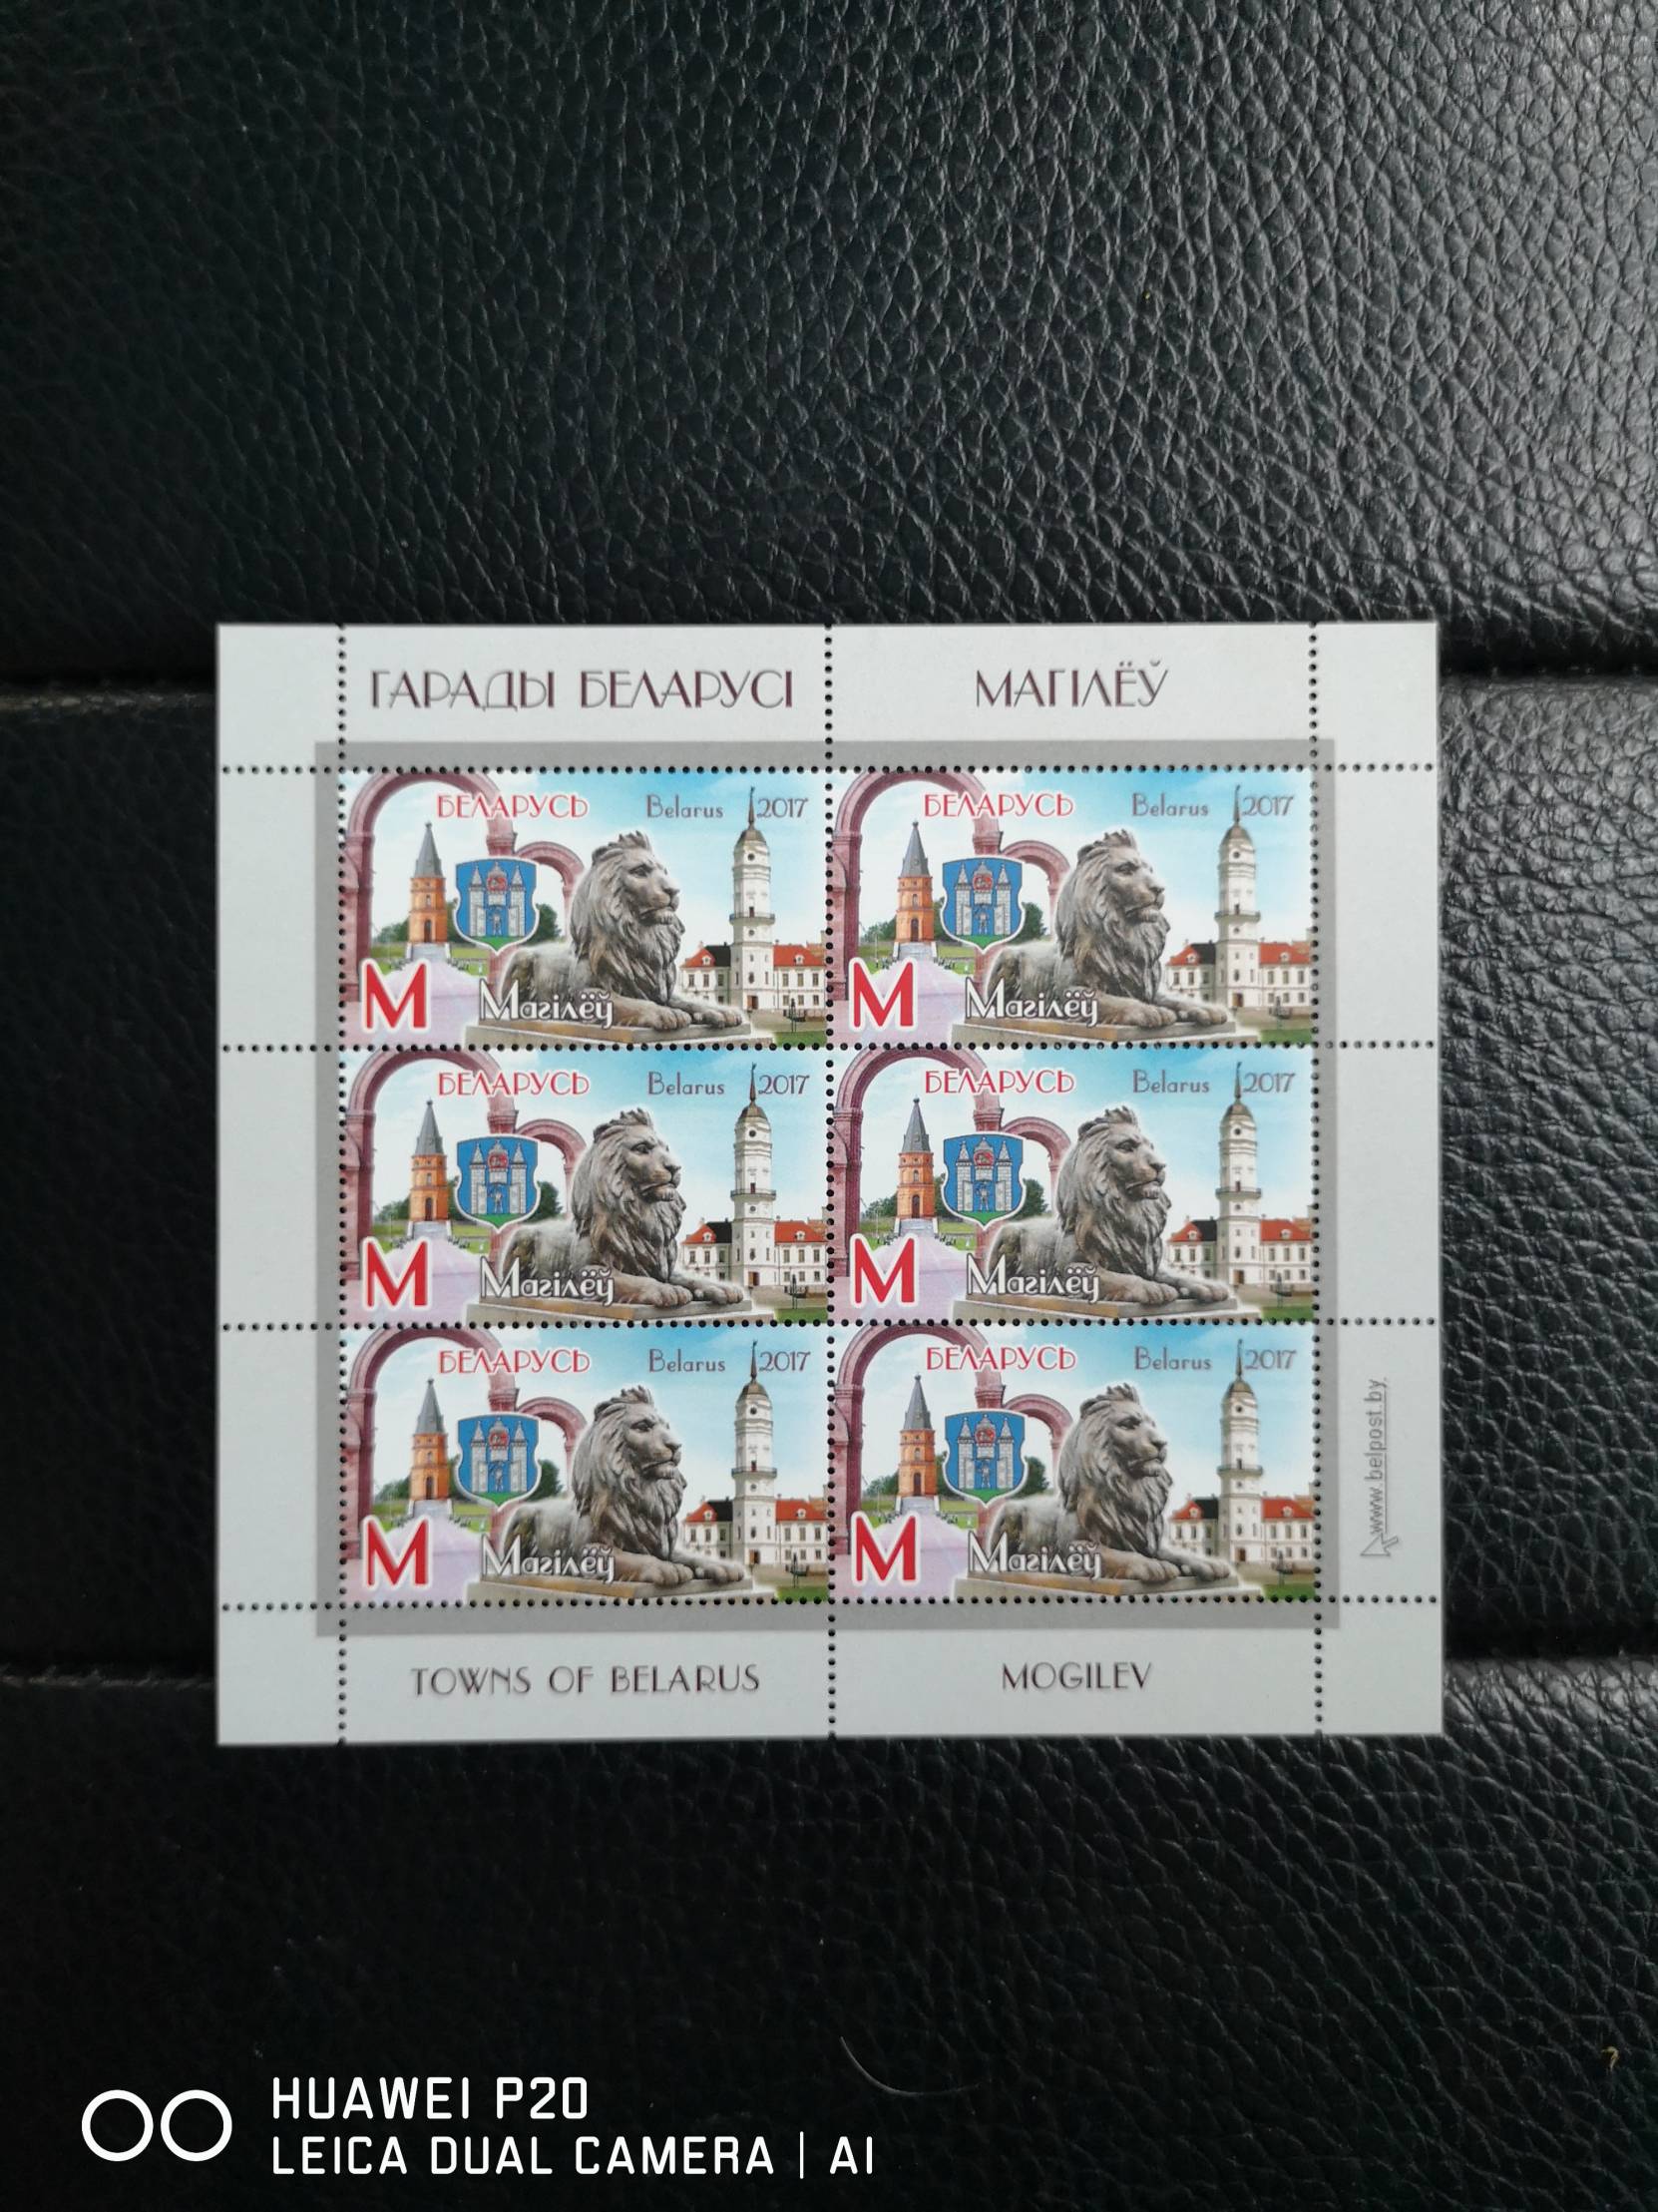 ГАРАДЫ БЕЛАРУСІ МАГІЛЁЎ
БЕЛАРУСЬ Belarus 2017
М
Магілёў
БЕЛАРУСЬ Belarus 2017
М
Магілёў
БЕЛАРУСЬ Belarus 2017
М
Магілёў
БЕЛАРУСЬ Belarus 2017
М
Магілёў
БЕЛАРУСЬ Belarus 2017
М
Магілёў
БЕЛАРУСЬ Belarus 2017
М
Магілёў
www.belpost.by
TOWNS OF BELARUS MOGILEV
HUAWEI P20
LEICA DUAL CAMERA | AI